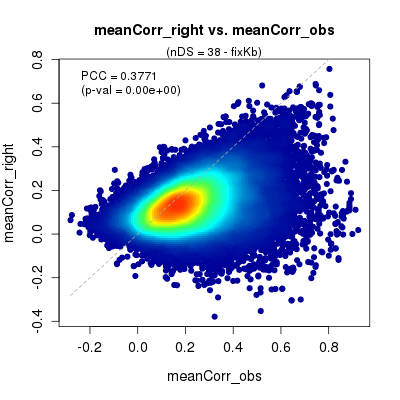 meanCorr_right vs. meanCorr_obs
(nDS = 38 - fixKb)
PCC = 0.3771
(p-val = 0.00e+00)
meanCorr_right
0.8
0.6
0.4
0.2
0.0
-0.2
-0.4
-0.2 0.0 0.2 0.4 0.6 0.8
meanCorr_obs